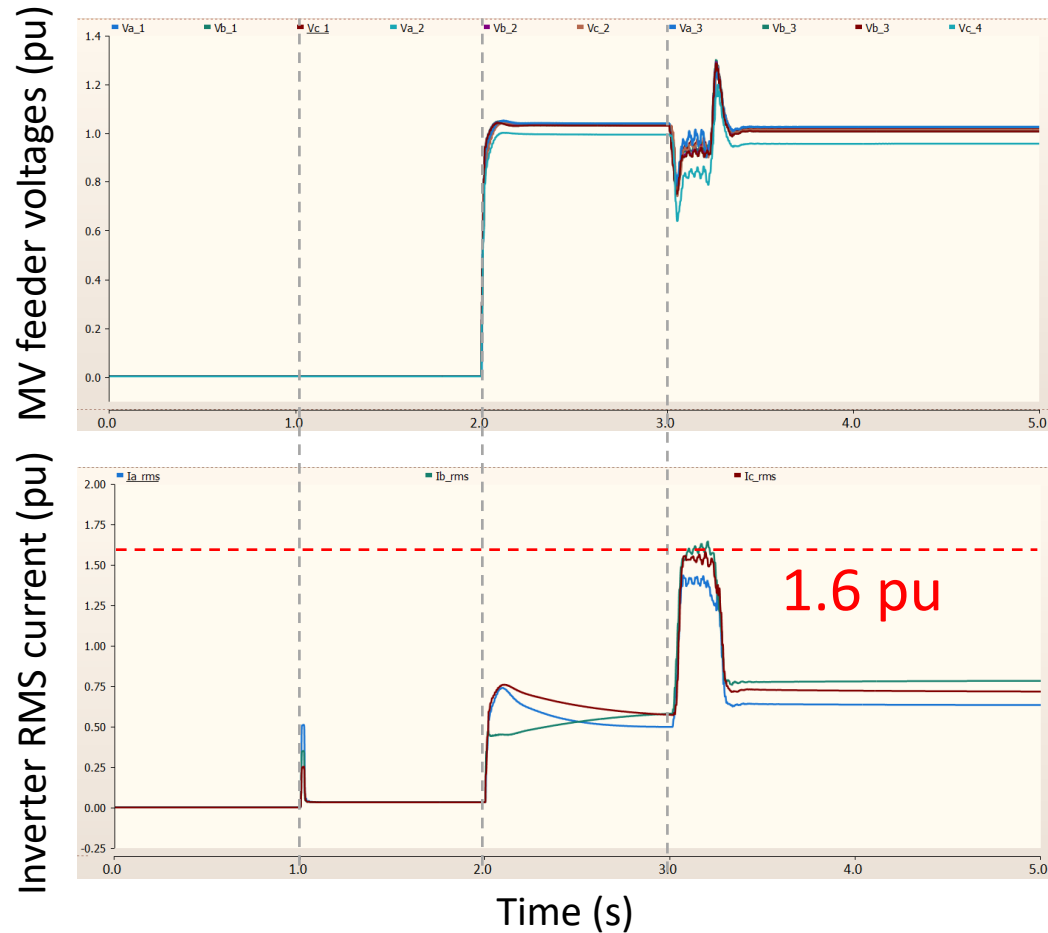 MV feeder voltages (pu)
Va_1 Vb_1 Vc_1 Va_2 Vb_2 Vc_2 Va_3 Vb_3 Vb_3 Vc_4
1.4
1.2
1.0
0.8
0.6
0.4
0.2
0.0
0.0 1.0 2.0 3.0 4.0 5.0
Inverter RMS current (pu)
Ia_rms Ib_rms Ic_rms
2.00
1.75
1.50
1.25
1.00
0.75
0.50
0.25
0.00
-0.25
1.6 pu
0.0 1.0 2.0 3.0 4.0 5.0
Time (s)